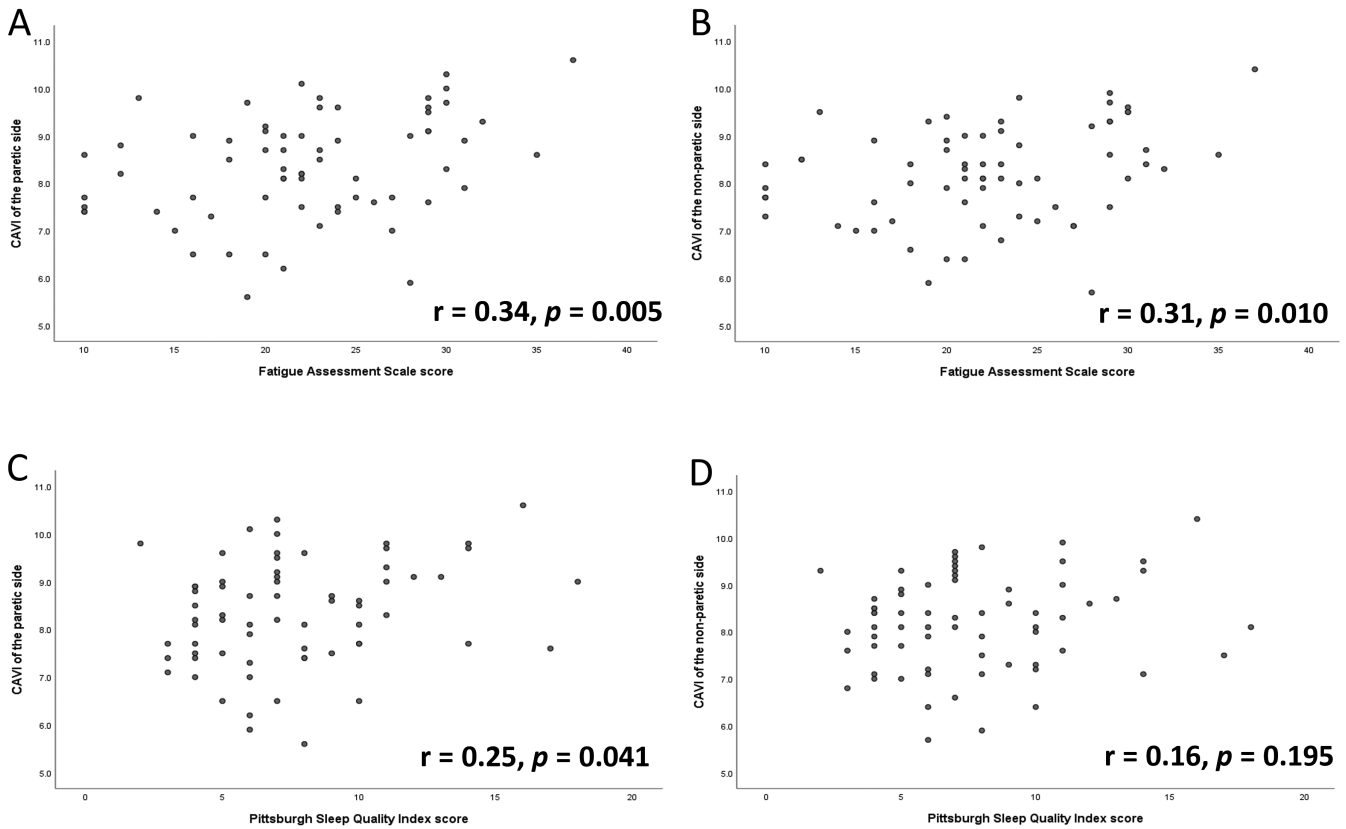 A
CAVI of the paretic side
11.0
10.0
9.0
8.0
7.0
6.0
5.0
r = 0.34, p = 0.005
10 15 20 25 30 35 40
Fatigue Assessment Scale score
B
CAVI of the non-paretic side
11.0
10.0
9.0
8.0
7.0
6.0
5.0
r = 0.31, p = 0.010
10 15 20 25 30 35 40
Fatigue Assessment Scale score
C
CAVI of the paretic side
11.0
10.0
9.0
8.0
7.0
6.0
5.0
r = 0.25, p = 0.041
0 5 10 15 20
Pittsburgh Sleep Quality Index score
D
CAVI of the non-paretic side
11.0
10.0
9.0
8.0
7.0
6.0
5.0
r = 0.16, p = 0.195
0 5 10 15 20
Pittsburgh Sleep Quality Index score